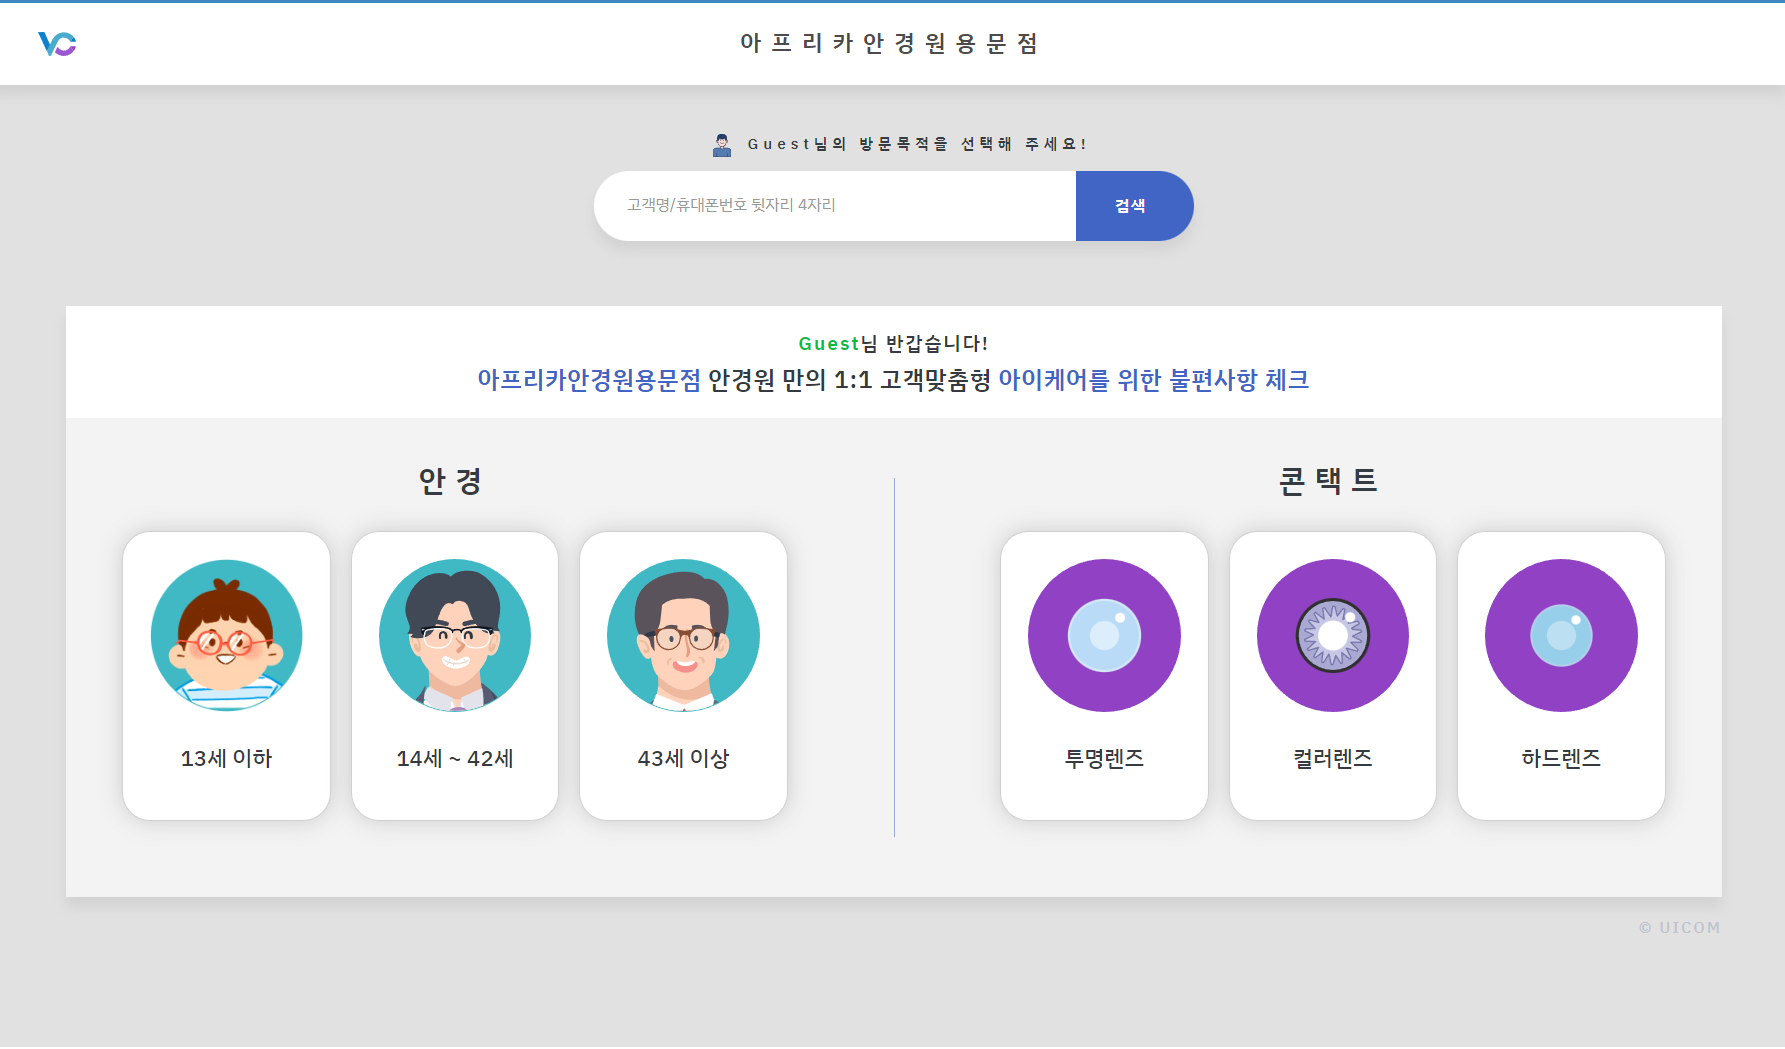 VC
아프리카안경원용문점
Guest님의 방문목적을 선택해 주세요!
고객명/휴대폰번호 뒷자리 4자리
검색
Guest님 반갑습니다!
아프리카안경원용문점 안경원 만의 1:1 고객맞춤형 아이케어를 위한 불편사항 체크
안경
콘택트
13세 이하
14세 ~ 42세
43세 이상
투명렌즈
컬러렌즈
하드렌즈
© UICOM